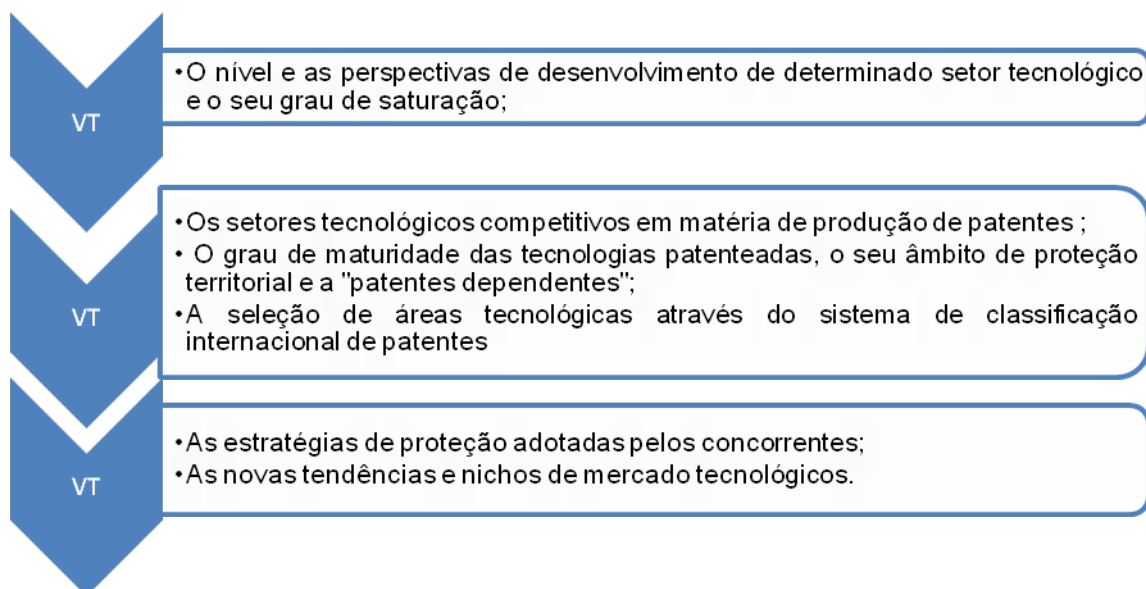 VT
•O nível e as perspectivas de desenvolvimento de determinado setor tecnológico
e o seu grau de saturação;
VT
•Os setores tecnológicos competitivos em matéria de produção de patentes ;
• O grau de maturidade das tecnologias patenteadas, o seu âmbito de proteção
territorial e a "patentes dependentes";
•A seleção de áreas tecnológicas através do sistema de classificação
internacional de patentes
VT
•As estratégias de proteção adotadas pelos concorrentes;
•As novas tendências e nichos de mercado tecnológicos.